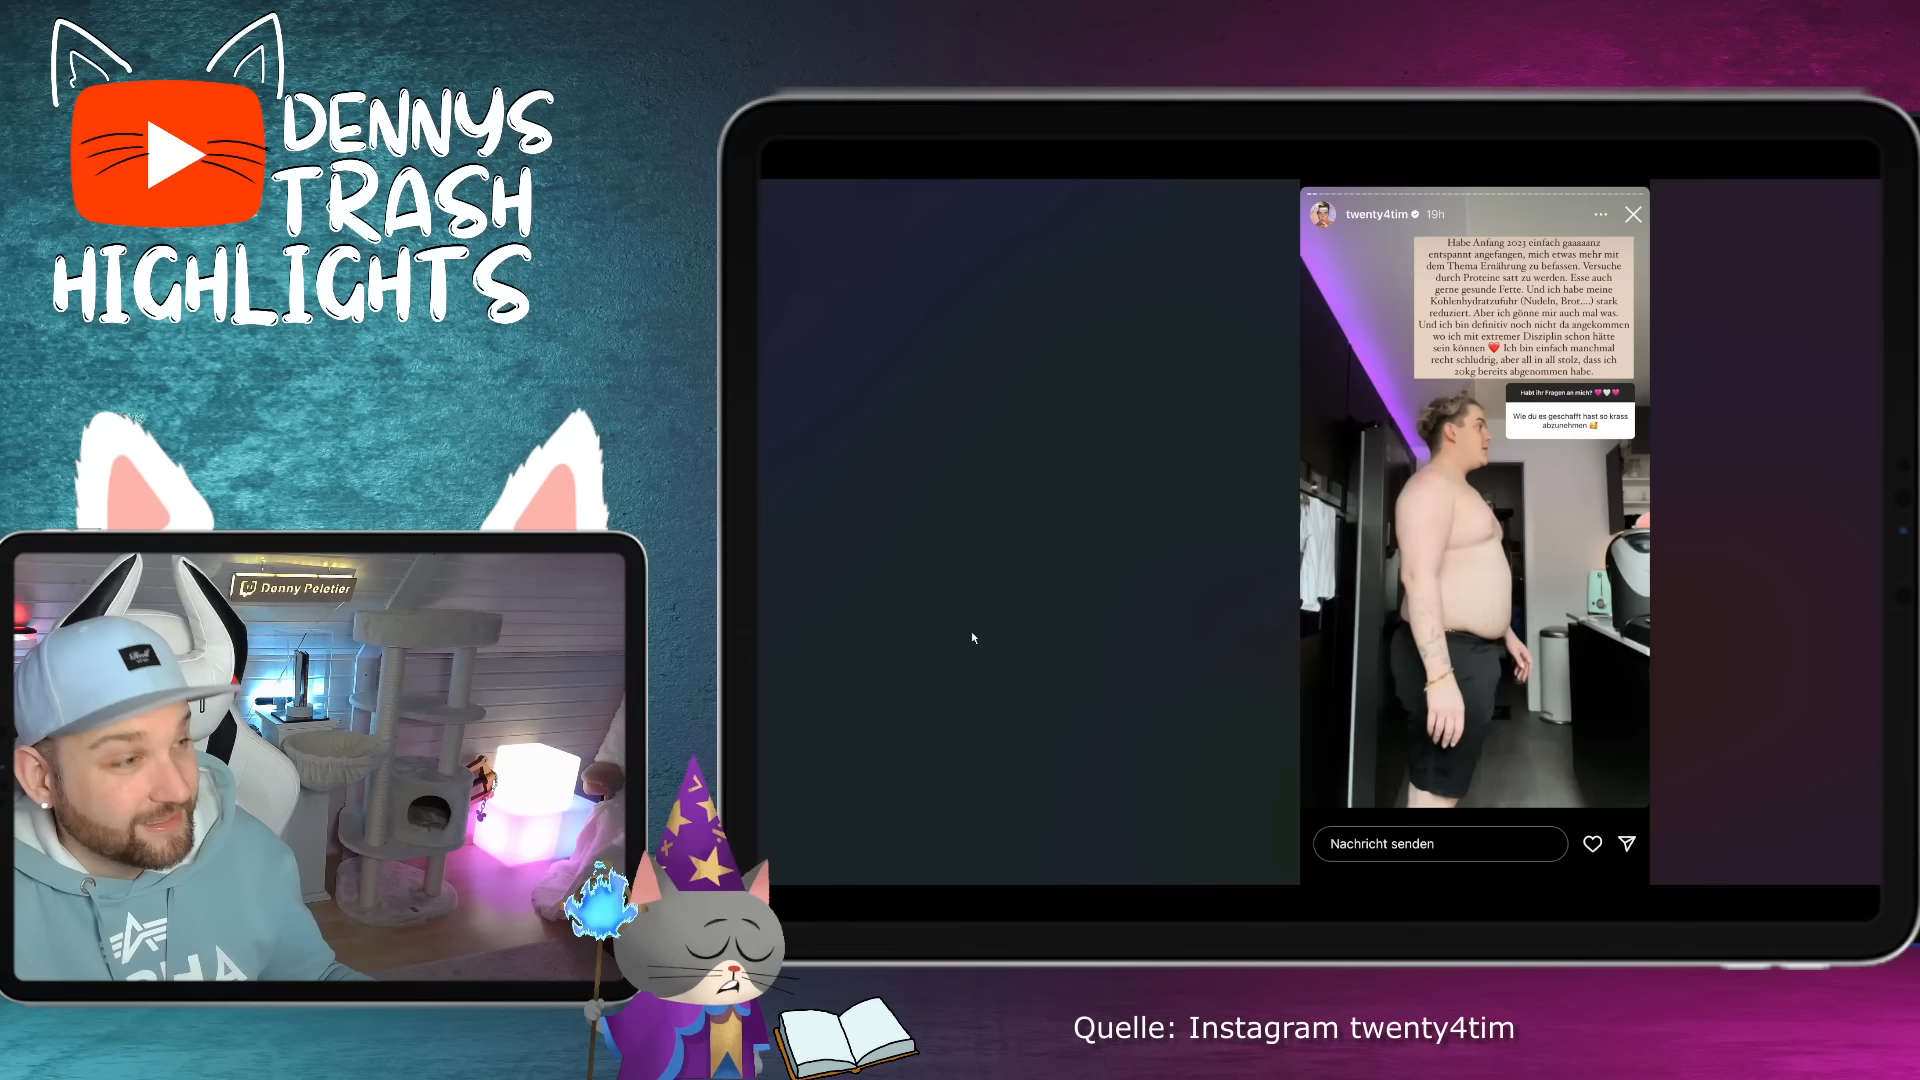 DENNYS
TRASH
HIGHLIGHTS
Denny Peletier
twenty4tim 19h
Habe Anfang 2023 einfach gaaaaanz
entspannt angefangen, mich etwas mehr mit
dem Thema Ernährung zu befassen. Versuche
durch Proteine satt zu werden. Esse auch
gerne gesunde Fette. Und ich habe meine
Kohlenhydratzufuhr (Nudeln, Brot....) stark
reduziert. Aber ich gönne mir auch mal was.
Und ich bin definitiv noch nicht da angekommen
wo ich mit extremer Disziplin schon hätte
sein können ❤️ Ich bin einfach manchmal
recht schludrig, aber all in all stolz, dass ich
20kg bereits abgenommen habe.
Habt ihr Fragen an mich?
Wie du es geschafft hast so krass
abzunehmen 🥰
Nachricht senden
Quelle: Instagram twenty4tim